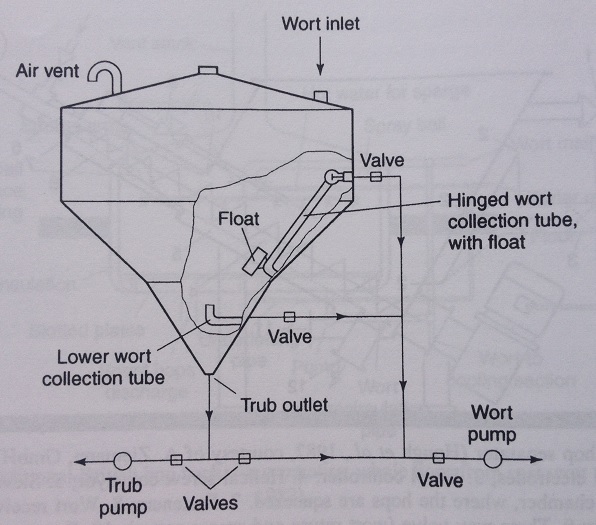 Wort inlet
Air vent
Valve
Hinged wort
collection tube,
with float
Float
Valve
Lower wort
collection tube
Trub outlet
Wort
pump
Trub
pump
Valves
Valve